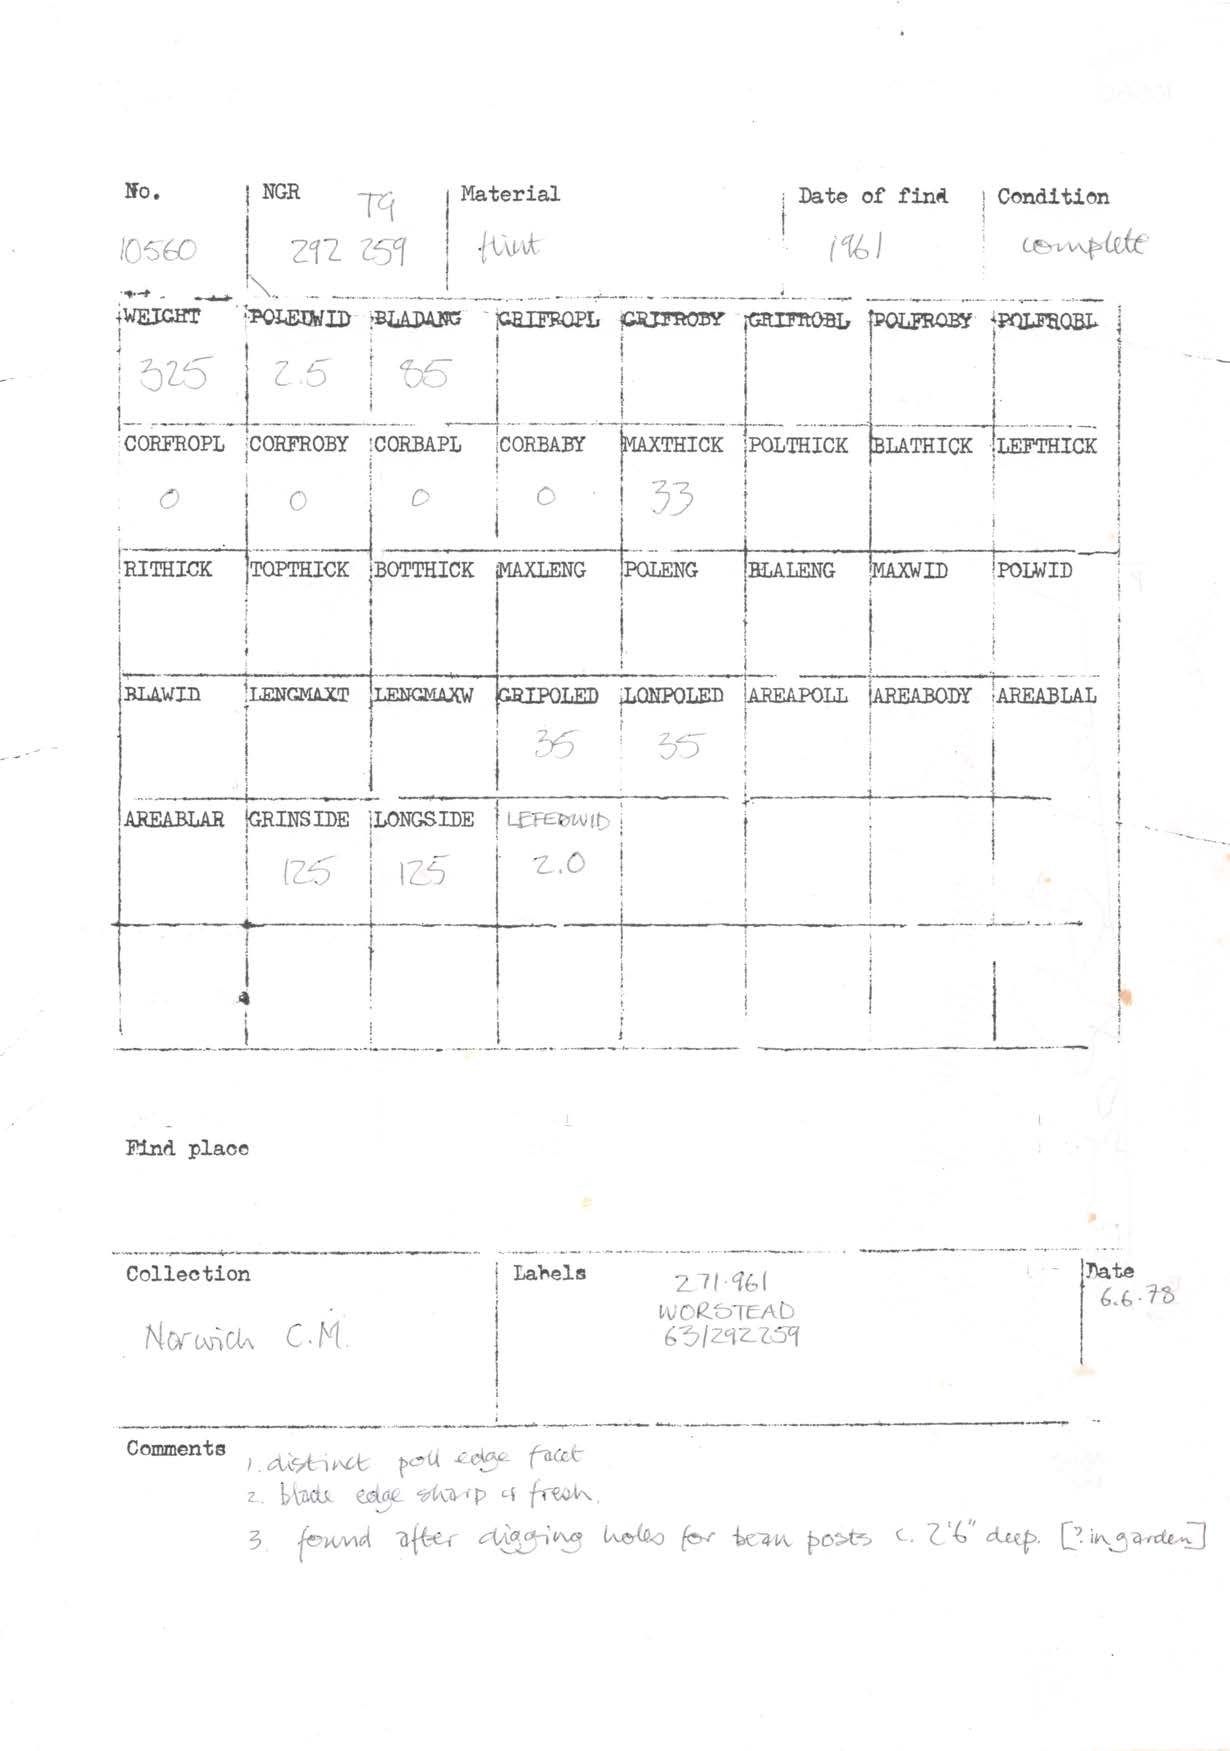 No. NGR Material Date of find Condition
TG
10560 292 259 flint 1961 complete
WEIGHT POLEDWID BLADANG GRIFROPL GRIFROBY GRIFROBL POLFROBY POLFROBL
325 2.5 85
CORFROPL CORFROBY CORBAPL CORBABY MAXTHICK POLTHICK BLATHICK LEFTHICK
0 0 0 0 33
RITHICK TOPTHICK BOTTHICK MAXLENG POLENG BLALENG MAXWID POLWID
BLAWID LENGMAXT LENGMAXW GRIPOLED LONPOLED AREAPOLL AREABODY AREABLAL
35 35
AREABLAR GRINSIDE LONGSIDE LEFEDWID
125 125 2.0
Find place
Collection Labels Date
271.961 6.6.78
WORSTEAD
Norwich C.M. 63/292259
Comments 1. distinct poll edge facet
2. blade edge sharp & fresh.
3. found after digging holes for bean posts c. 2'6" deep. [? in garden]